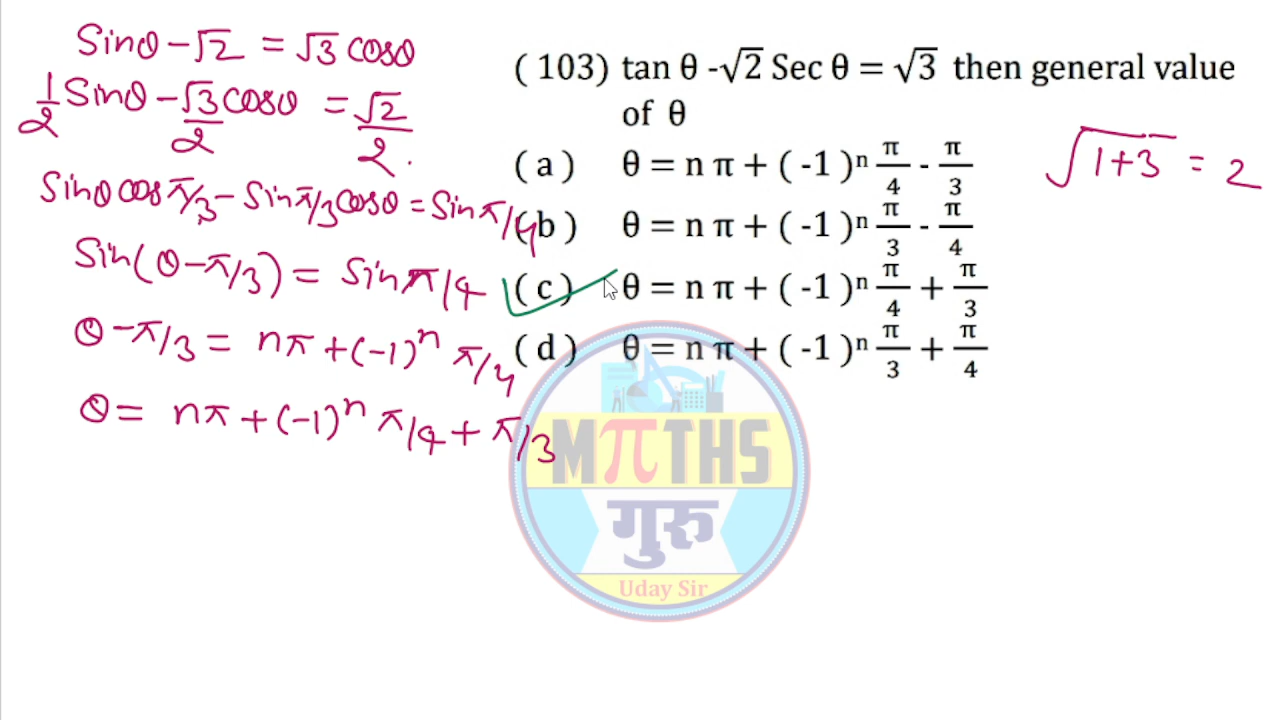 Sinθ - √2 = √3 cosθ
1/2 Sinθ - √3/2 cosθ = √2/2.
Sinθ cos π/3 - Sin π/3 cosθ = Sin π/4
Sin(θ - π/3) = Sin π/4
θ - π/3 = nπ + (-1)ⁿ π/4
θ = nπ + (-1)ⁿ π/4 + π/3
( 103) tan θ -√2 Sec θ = √3 then general value
of θ
( a ) θ = n π + ( -1 )ⁿ π/4 - π/3
( b ) θ = n π + ( -1 )ⁿ π/3 - π/4
( c ) θ = n π + ( -1 )ⁿ π/4 + π/3
( d ) θ = n π + ( -1 )ⁿ π/3 + π/4
√1+3 = 2
MπTHS
गुरु
Uday Sir